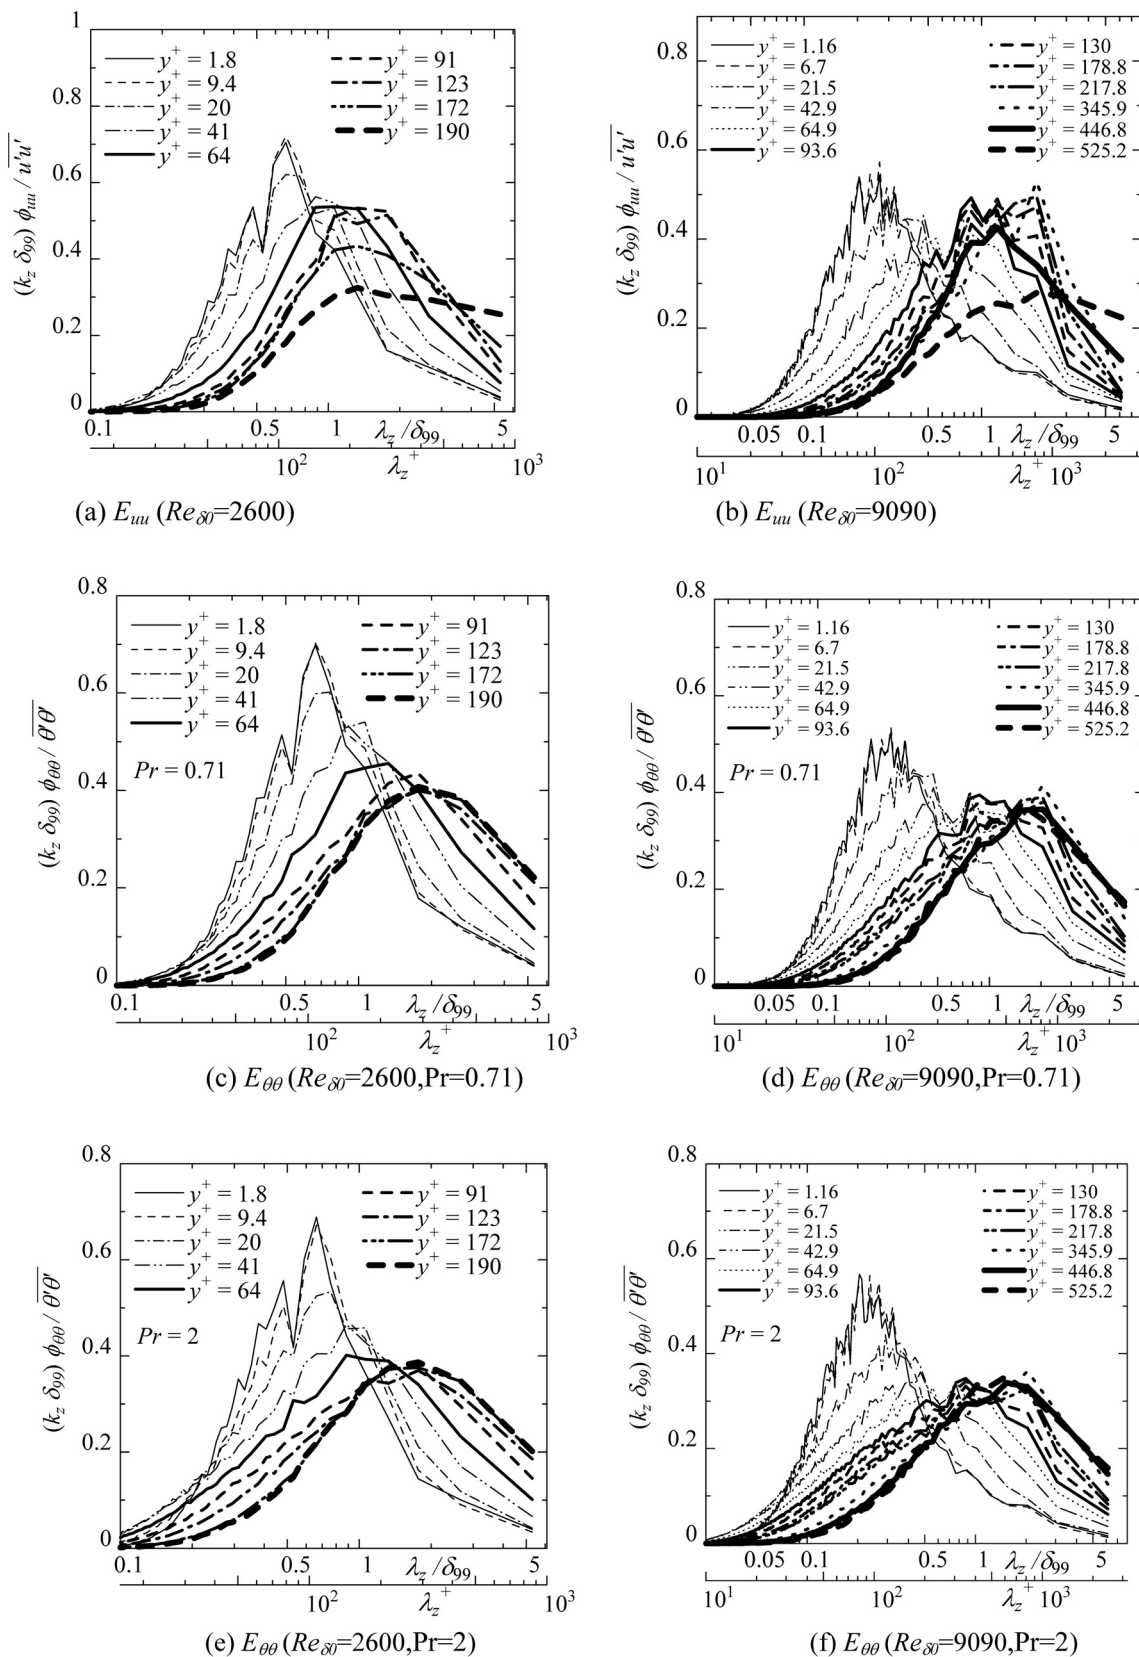 1
0.8
0.6
0.4
0.2
0
(k_z δ_99) ϕ_uu / u'u'
y^+ = 1.8
y^+ = 9.4
y^+ = 20
y^+ = 41
y^+ = 64
y^+ = 91
y^+ = 123
y^+ = 172
y^+ = 190
0.1 0.5 1 λ_z/δ_99 5
10^2 λ_z^+ 10^3
(a) E_uu (Re_δ0=2600)
0.8
0.6
0.4
0.2
0
(k_z δ_99) ϕ_uu / u'u'
y^+ = 1.16
y^+ = 6.7
y^+ = 21.5
y^+ = 42.9
y^+ = 64.9
y^+ = 93.6
y^+ = 130
y^+ = 178.8
y^+ = 217.8
y^+ = 345.9
y^+ = 446.8
y^+ = 525.2
0.05 0.1 0.5 1 λ_z/δ_99 5
10^1 10^2 λ_z^+ 10^3
(b) E_uu (Re_δ0=9090)
0.8
0.6
0.4
0.2
0
(k_z δ_99) ϕ_θθ / θ'θ'
y^+ = 1.8
y^+ = 9.4
y^+ = 20
y^+ = 41
y^+ = 64
y^+ = 91
y^+ = 123
y^+ = 172
y^+ = 190
Pr = 0.71
0.1 0.5 1 λ_z/δ_99 5
10^2 λ_z^+ 10^3
(c) E_θθ (Re_δ0=2600,Pr=0.71)
0.8
0.6
0.4
0.2
0
(k_z δ_99) ϕ_θθ / θ'θ'
y^+ = 1.16
y^+ = 6.7
y^+ = 21.5
y^+ = 42.9
y^+ = 64.9
y^+ = 93.6
y^+ = 130
y^+ = 178.8
y^+ = 217.8
y^+ = 345.9
y^+ = 446.8
y^+ = 525.2
Pr = 0.71
0.05 0.1 0.5 1 λ_z/δ_99 5
10^1 10^2 λ_z^+ 10^3
(d) E_θθ (Re_δ0=9090,Pr=0.71)
0.8
0.6
0.4
0.2
0
(k_z δ_99) ϕ_θθ / θ'θ'
y^+ = 1.8
y^+ = 9.4
y^+ = 20
y^+ = 41
y^+ = 64
y^+ = 91
y^+ = 123
y^+ = 172
y^+ = 190
Pr = 2
0.1 0.5 1 λ_z/δ_99 5
10^2 λ_z^+ 10^3
(e) E_θθ (Re_δ0=2600,Pr=2)
0.8
0.6
0.4
0.2
0
(k_z δ_99) ϕ_θθ / θ'θ'
y^+ = 1.16
y^+ = 6.7
y^+ = 21.5
y^+ = 42.9
y^+ = 64.9
y^+ = 93.6
y^+ = 130
y^+ = 178.8
y^+ = 217.8
y^+ = 345.9
y^+ = 446.8
y^+ = 525.2
Pr = 2
0.05 0.1 0.5 1 λ_z/δ_99 5
10^1 10^2 λ_z^+ 10^3
(f) E_θθ (Re_δ0=9090,Pr=2)